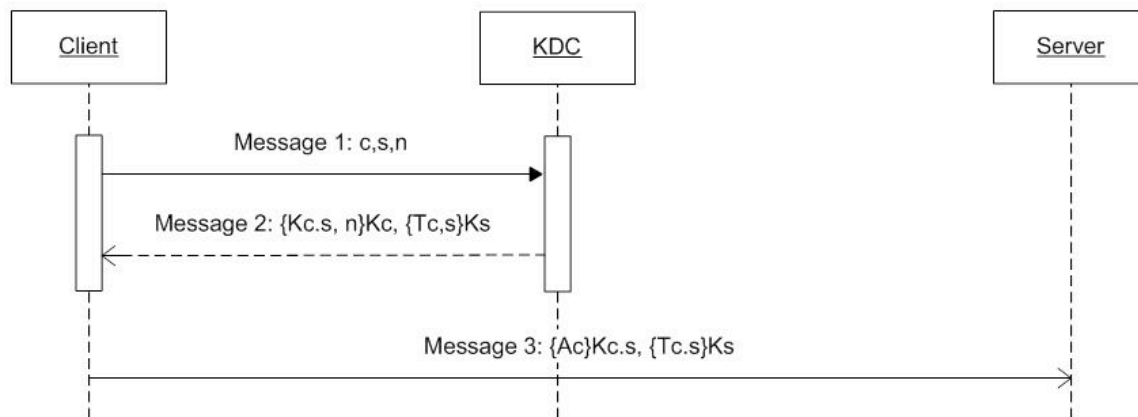 Client
KDC
Server
Message 1: c,s,n
Message 2: {Kc.s, n}Kc, {Tc,s}Ks
Message 3: {Ac}Kc.s, {Tc.s}Ks